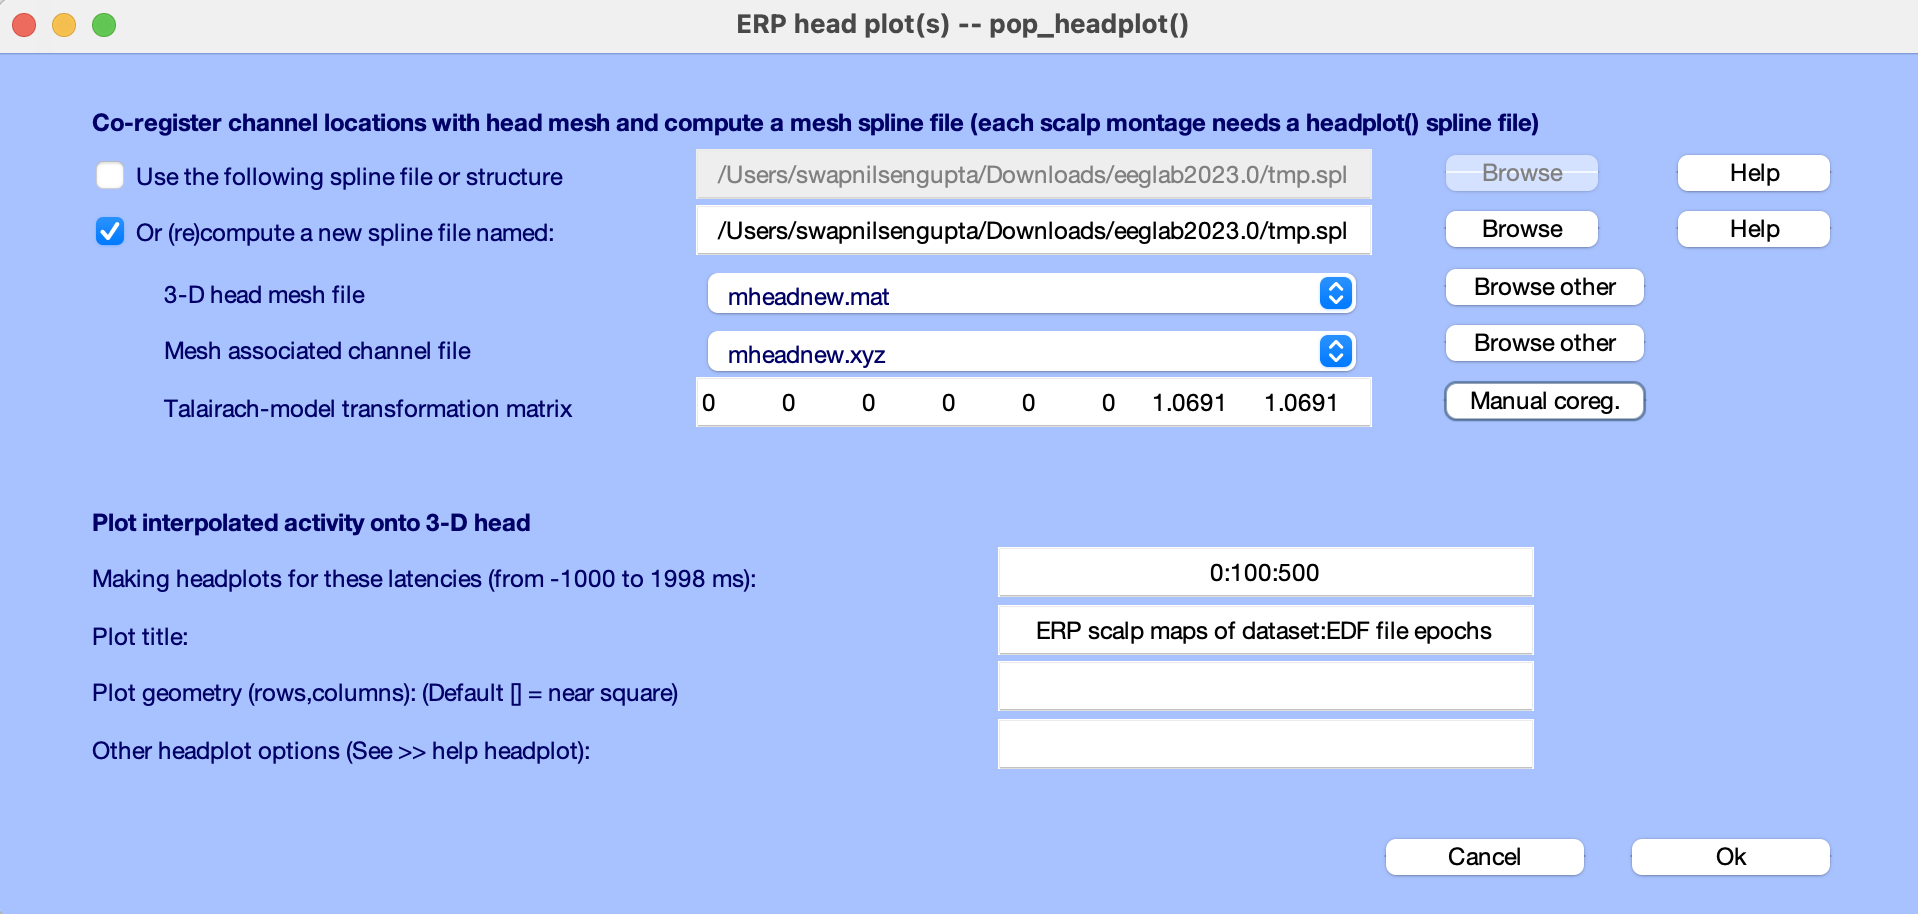 ERP head plot(s) -- pop_headplot()
Co-register channel locations with head mesh and compute a mesh spline file (each scalp montage needs a headplot() spline file)
Use the following spline file or structure /Users/swapnilsengupta/Downloads/eeglab2023.0/tmp.spl Browse Help
Or (re)compute a new spline file named: /Users/swapnilsengupta/Downloads/eeglab2023.0/tmp.spl Browse Help
3-D head mesh file mheadnew.mat Browse other
Mesh associated channel file mheadnew.xyz Browse other
Talairach-model transformation matrix 0 0 0 0 0 0 1.0691 1.0691 Manual coreg.
Plot interpolated activity onto 3-D head
Making headplots for these latencies (from -1000 to 1998 ms): 0:100:500
Plot title: ERP scalp maps of dataset:EDF file epochs
Plot geometry (rows,columns): (Default [] = near square)
Other headplot options (See >> help headplot):
Cancel Ok